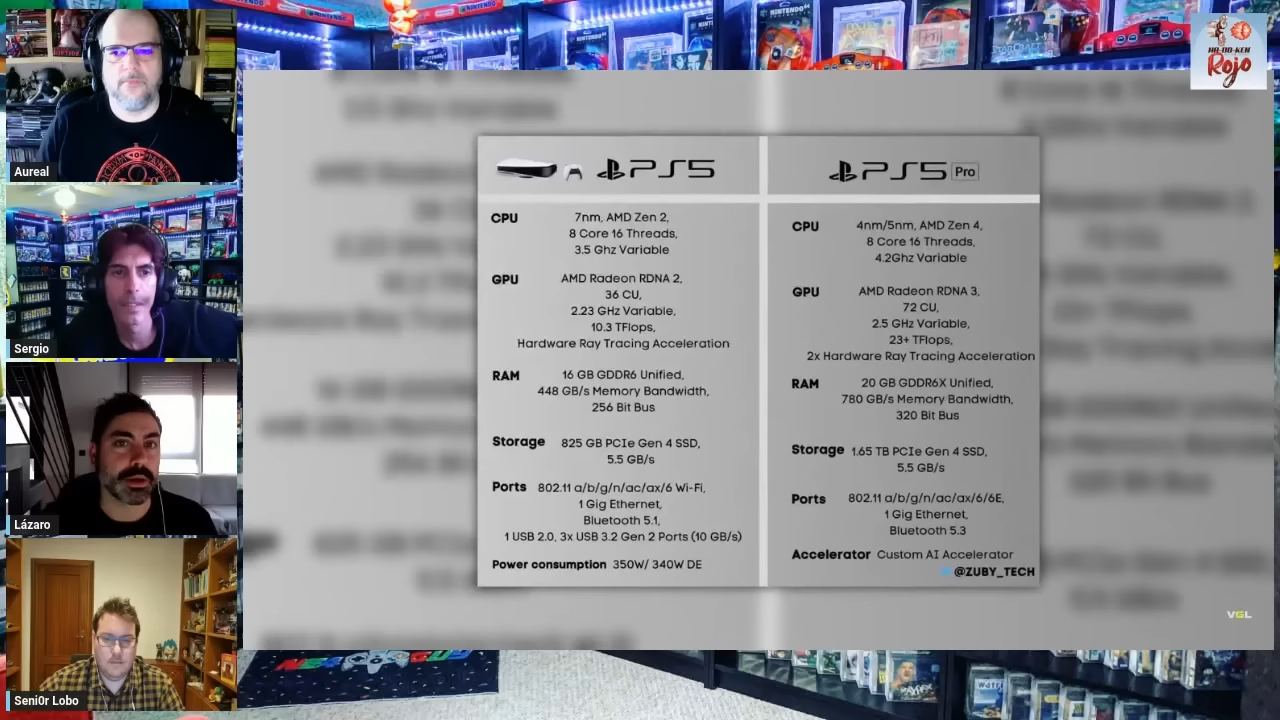 HA-DO-KEN
Rojo
Aureal
Sergio
Lázaro
Seni0r Lobo
PS5
PS5 Pro
CPU 7nm, AMD Zen 2,
8 Core 16 Threads,
3.5 Ghz Variable
GPU AMD Radeon RDNA 2,
36 CU,
2.23 GHz Variable,
10.3 TFlops,
Hardware Ray Tracing Acceleration
RAM 16 GB GDDR6 Unified,
448 GB/s Memory Bandwidth,
256 Bit Bus
Storage 825 GB PCIe Gen 4 SSD,
5.5 GB/s
Ports 802.11 a/b/g/n/ac/ax/6 Wi-Fi,
1 Gig Ethernet,
Bluetooth 5.1,
1 USB 2.0, 3x USB 3.2 Gen 2 Ports (10 GB/s)
Power consumption 350W/ 340W DE
CPU 4nm/5nm, AMD Zen 4,
8 Core 16 Threads,
4.2Ghz Variable
GPU AMD Radeon RDNA 3,
72 CU,
2.5 GHz Variable,
23+ TFlops,
2x Hardware Ray Tracing Acceleration
RAM 20 GB GDDR6X Unified,
780 GB/s Memory Bandwidth,
320 Bit Bus
Storage 1.65 TB PCIe Gen 4 SSD,
5.5 GB/s
Ports 802.11 a/b/g/n/ac/ax/6/6E,
1 Gig Ethernet,
Bluetooth 5.3
Accelerator Custom AI Accelerator
@ZUBY_TECH
VGL